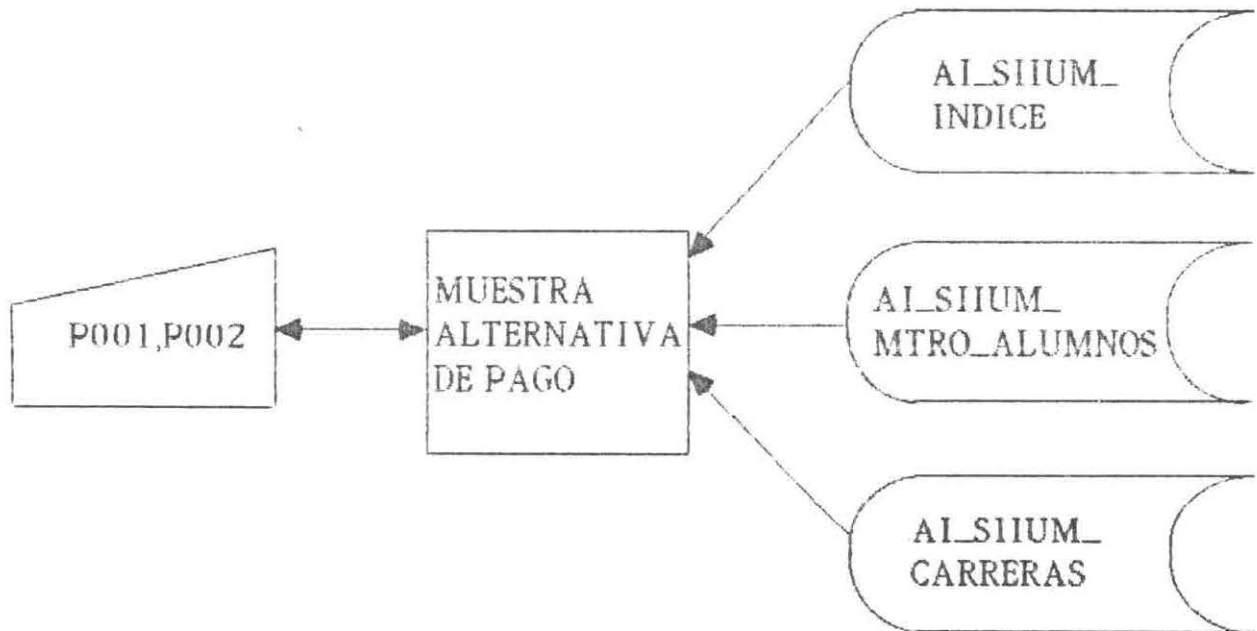 P001,P002
MUESTRA
ALTERNATIVA
DE PAGO
AI_SIIUM_
INDICE
AI_SIIUM_
MTRO_ALUMNOS
AI_SIIUM_
CARRERAS